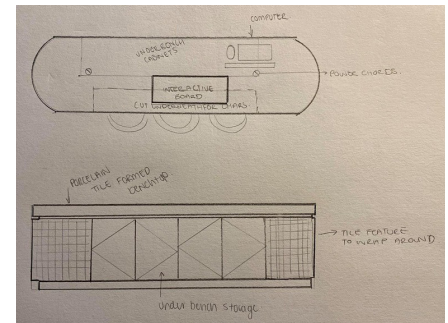 COMPUTER
UNDERBENCH
CABINETS
POWER CHORDS.
INTERACTIVE
BOARD
CUT UNDERNEATH FOR CHAIRS
PORCELAIN
TILE FORMED
BENCHTOP
TILE FEATURE
TO WRAP AROUND
under bench storage.